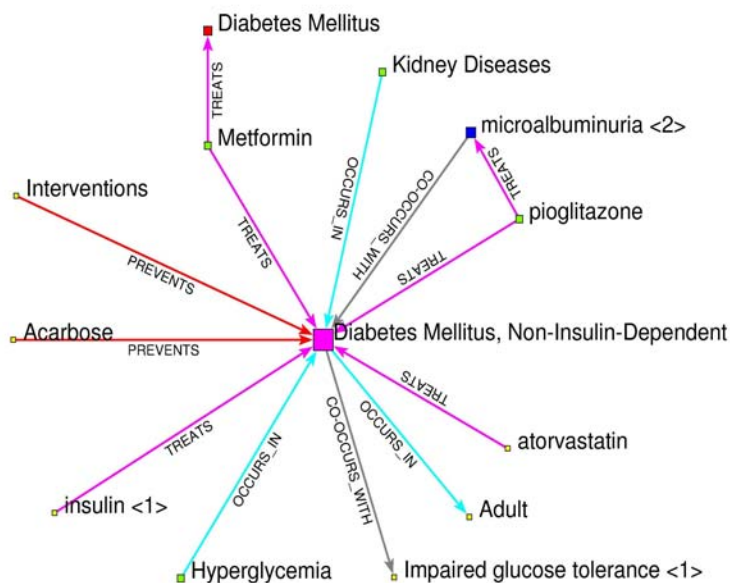 Diabetes Mellitus
Kidney Diseases
TREATS
microalbuminuria <2>
Metformin
OCCURS_IN
TREATS
Interventions
CO-OCCURS_WITH
pioglitazone
TREATS
TREATS
PREVENTS
Acarbose
Diabetes Mellitus, Non-Insulin-Dependent
PREVENTS
TREATS
TREATS
OCCURS_IN
CO-OCCURS_WITH
OCCURS_IN
atorvastatin
insulin <1>
Adult
Hyperglycemia
Impaired glucose tolerance <1>